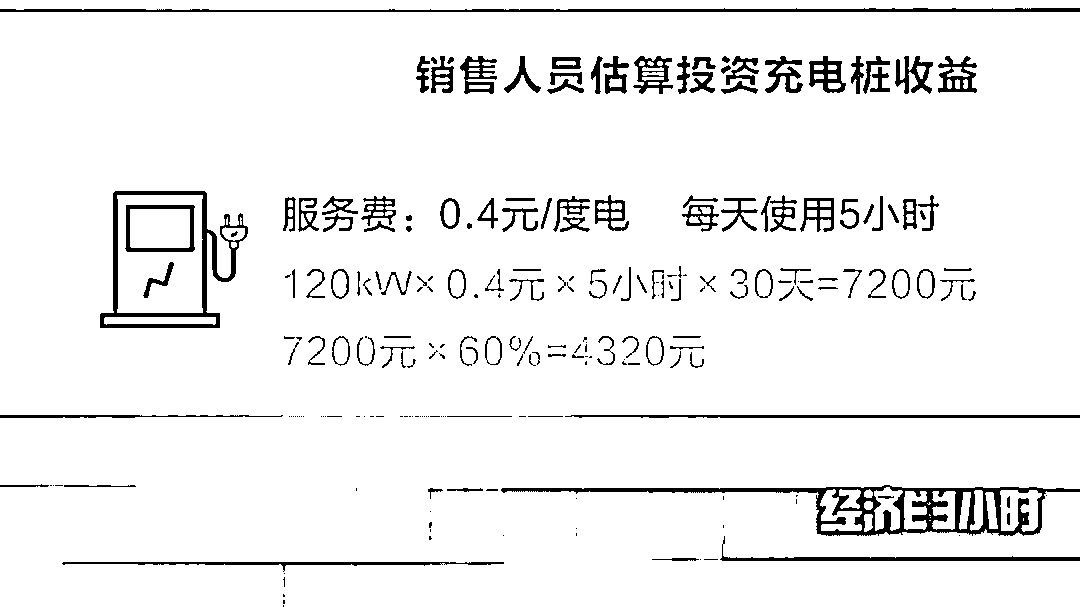 销售人员估算投资充电桩收益
服务费：0.4元/度电 每天使用5小时
120kW×0.4元×5小时×30天=7200元
7200元×60%=4320元
经济半小时